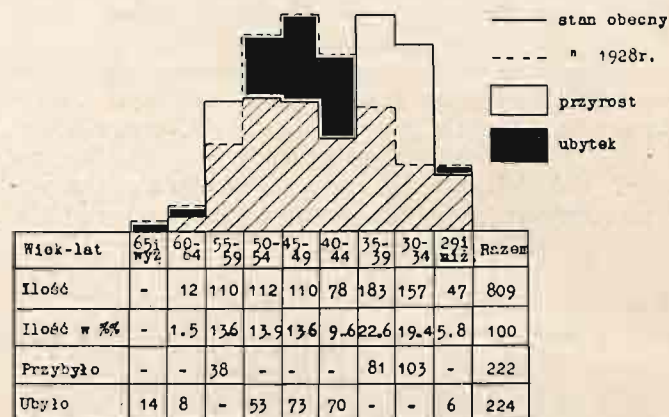 stan obecny
" 1928r.
przyrost
ubytek
Wiek-lat 65i wyż 60-64 55-59 50-54 45-49 40-44 35-39 30-34 29i niż Razem
Ilość - 12 110 112 110 78 183 157 47 809
Ilość w %% - 1.5 13.6 13.9 13.6 9.6 22.6 19.4 5.8 100
Przybyło - - 38 - - - 81 103 - 222
Ubyło 14 8 - 53 73 70 - - 6 224